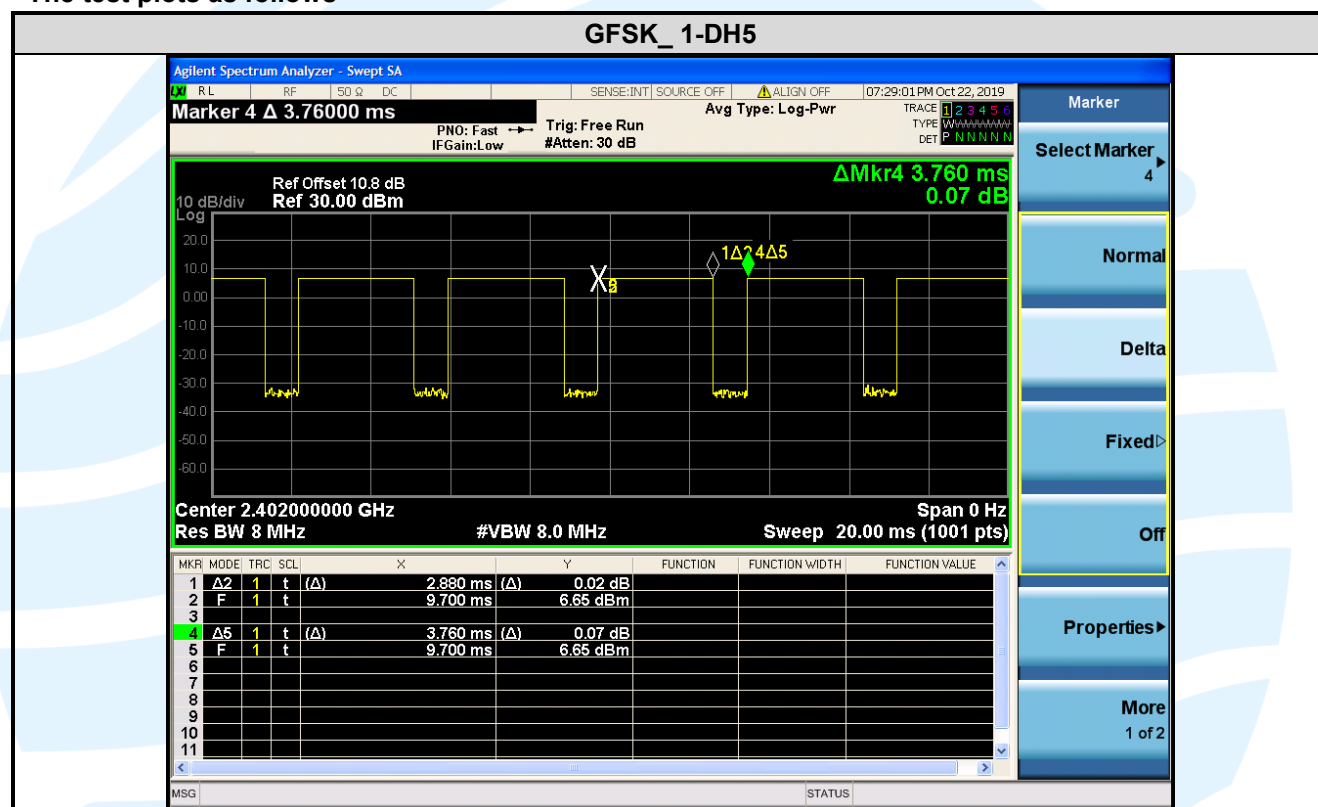 The test plots as follows
GFSK_ 1-DH5
Agilent Spectrum Analyzer - Swept SA
LXI RL RF 50 Ω DC SENSE:INT SOURCE OFF ALIGN OFF 07:29:01 PM Oct 22, 2019
Marker 4 Δ 3.76000 ms
PNO: Fast
IFGain:Low
Trig: Free Run
#Atten: 30 dB
Avg Type: Log-Pwr
TRACE 1 2 3 4 5 6
TYPE WWWWWW
DET P N N N N N
ΔMkr4 3.760 ms
0.07 dB
Ref Offset 10.8 dB
10 dB/div Ref 30.00 dBm
Log
20.0
10.0
0.00
-10.0
-20.0
-30.0
-40.0
-50.0
-60.0
1Δ2 4Δ5
X
Center 2.402000000 GHz Span 0 Hz
Res BW 8 MHz #VBW 8.0 MHz Sweep 20.00 ms (1001 pts)
MKR MODE TRC SCL X Y FUNCTION FUNCTION WIDTH FUNCTION VALUE
1 Δ2 1 t (Δ) 2.880 ms (Δ) 0.02 dB
2 F 1 t 9.700 ms 6.65 dBm
3
4 Δ5 1 t (Δ) 3.760 ms (Δ) 0.07 dB
5 F 1 t 9.700 ms 6.65 dBm
6
7
8
9
10
11
MSG STATUS
Marker
Select Marker
4
Normal
Delta
Fixed
Off
Properties
More
1 of 2